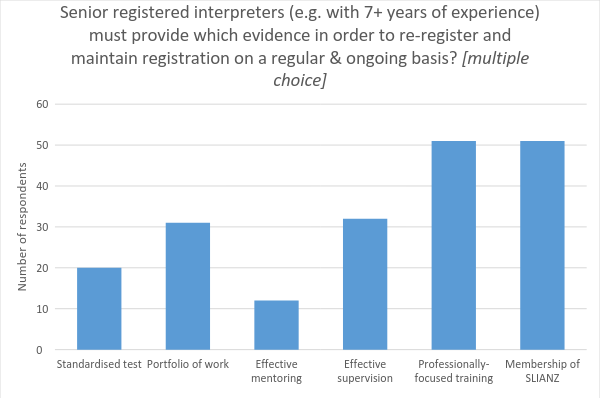 Senior registered interpreters (e.g. with 7+ years of experience)
must provide which evidence in order to re-register and
maintain registration on a regular & ongoing basis? [multiple
choice]
60
50
40
30
20
10
0
Number of respondents
Standardised test
Portfolio of work
Effective
mentoring
Effective
supervision
Professionally-
focused training
Membership of
SLIANZ